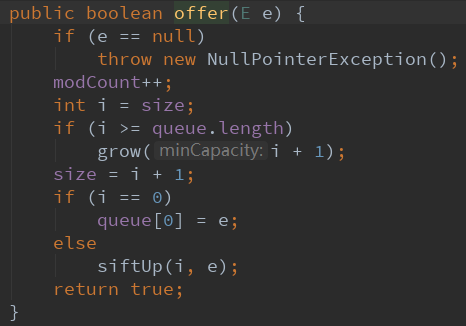 public boolean offer(E e) {
    if (e == null)
        throw new NullPointerException();
    modCount++;
    int i = size;
    if (i >= queue.length)
        grow( minCapacity: i + 1);
    size = i + 1;
    if (i == 0)
        queue[0] = e;
    else
        siftUp(i, e);
    return true;
}